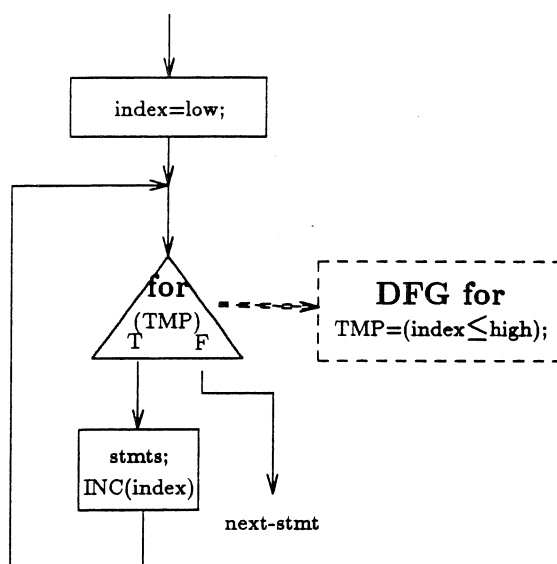 index=low;
for
(TMP)
T F
DFG for
TMP=(index≤high);
stmts;
INC(index)
next-stmt